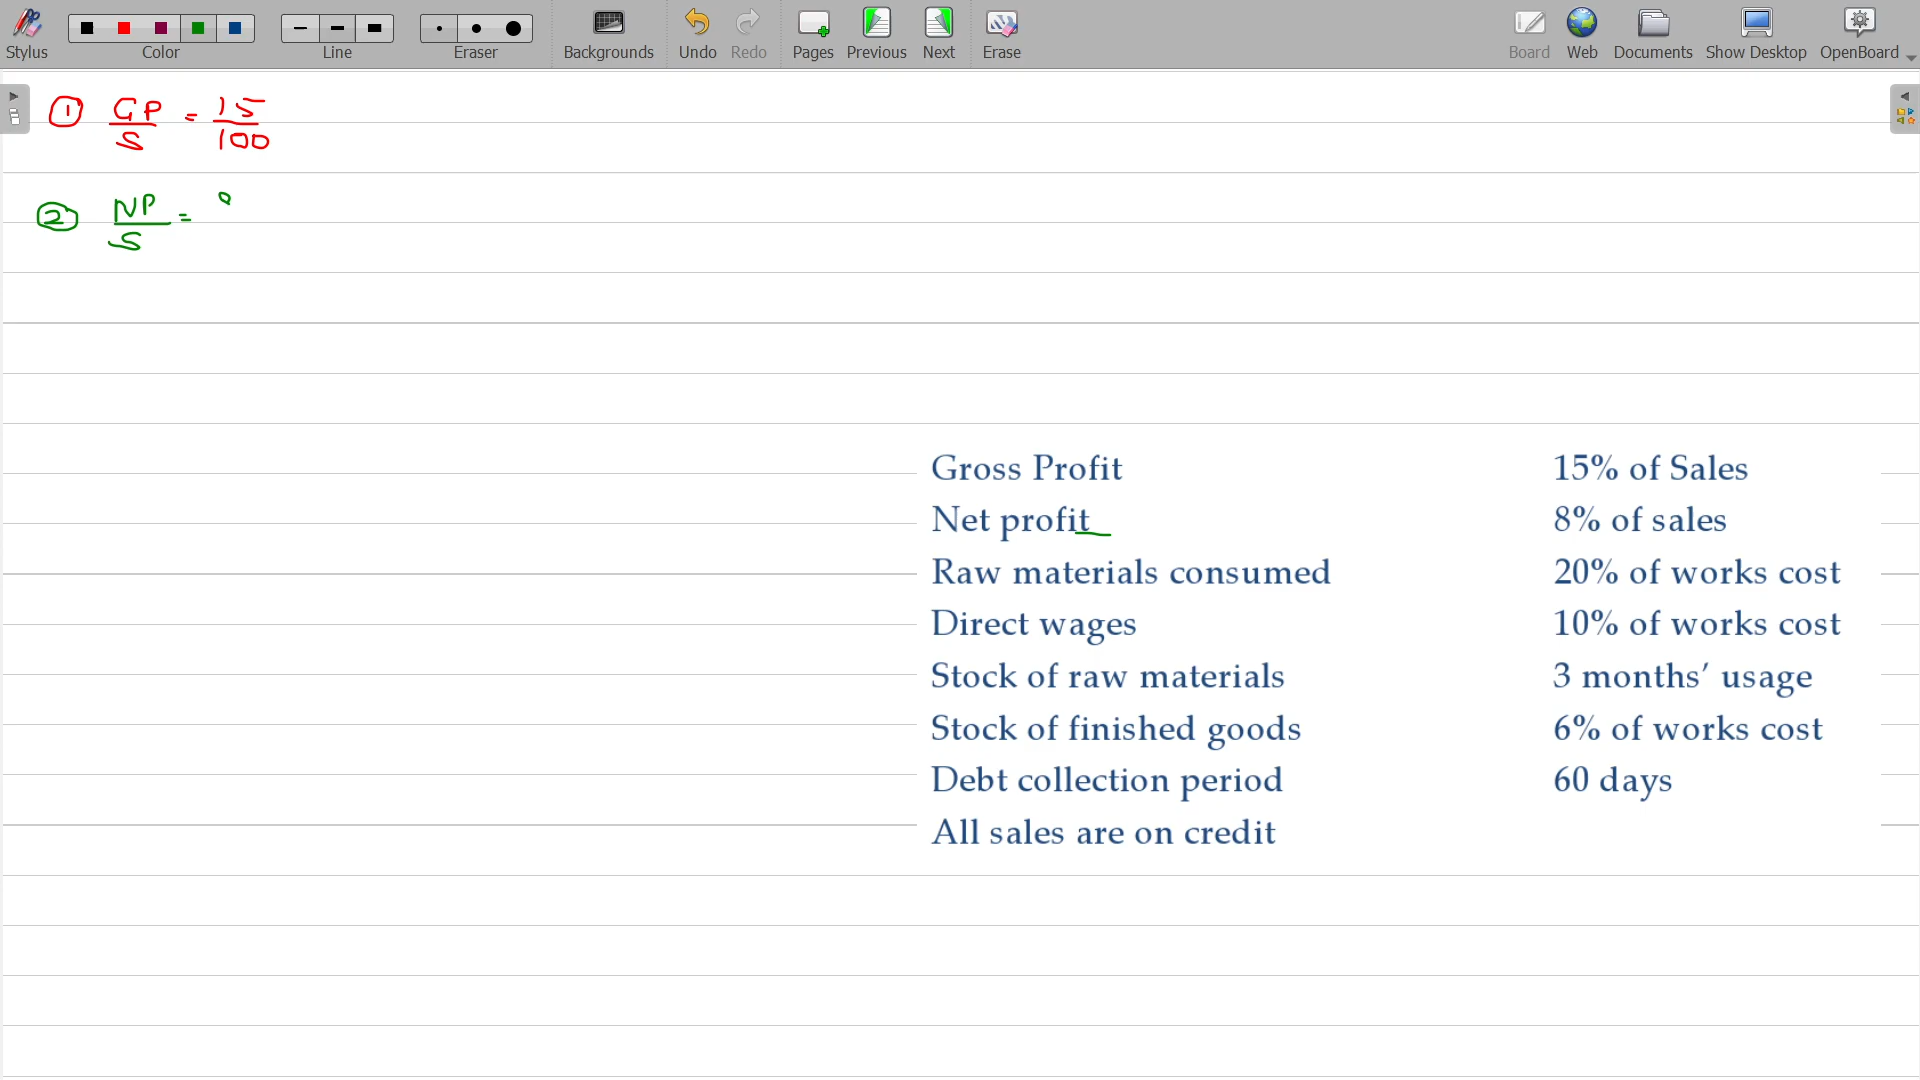 Stylus Color Line Eraser Backgrounds Undo Redo Pages Previous Next Erase Board Web Documents Show Desktop OpenBoard
① GP/S = 15/100
② NP/S = 8
Gross Profit 15% of Sales
Net profit 8% of sales
Raw materials consumed 20% of works cost
Direct wages 10% of works cost
Stock of raw materials 3 months’ usage
Stock of finished goods 6% of works cost
Debt collection period 60 days
All sales are on credit